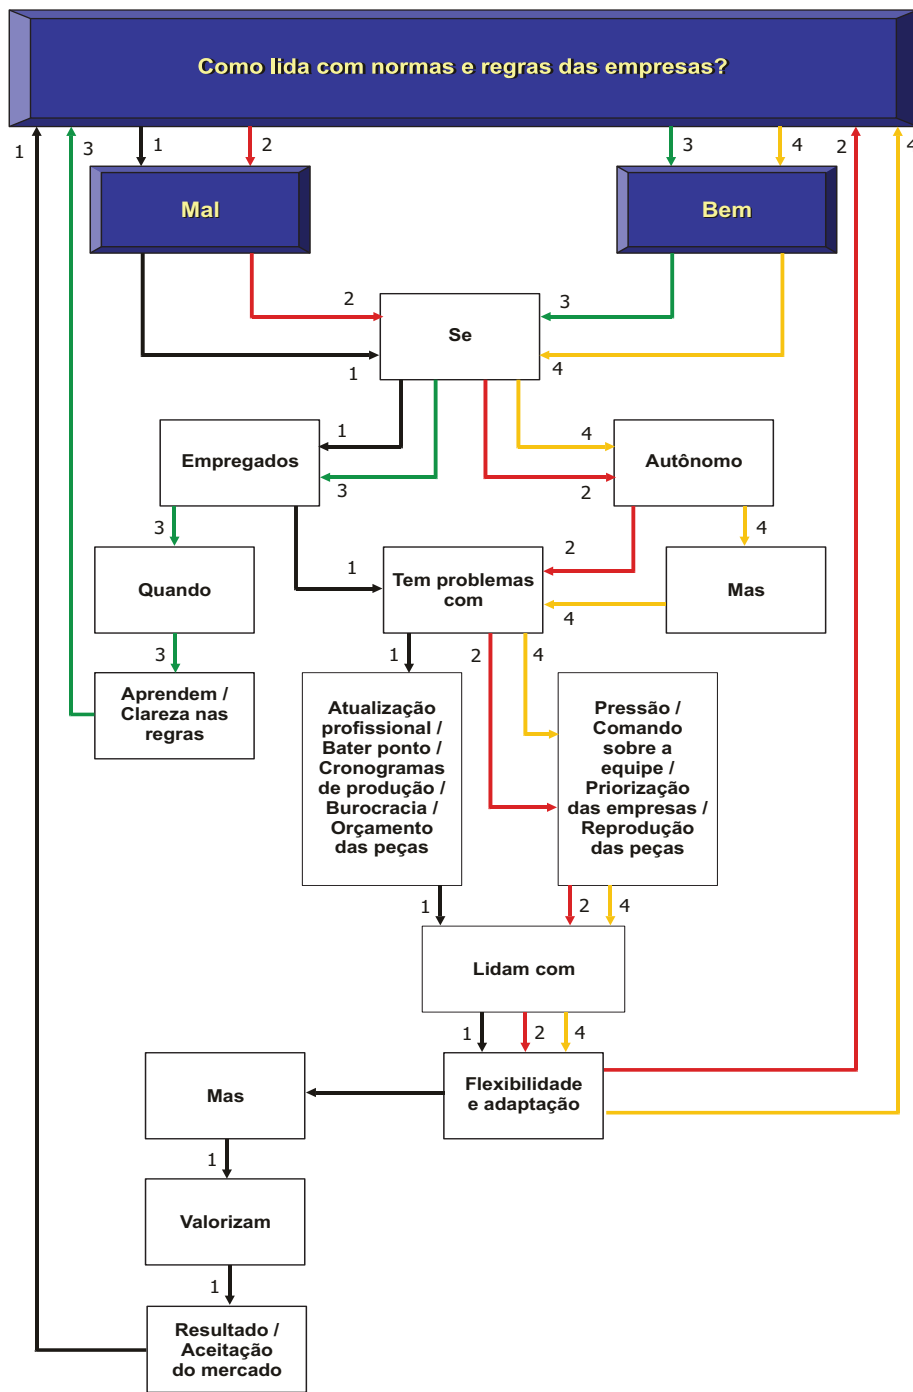 Como lida com normas e regras das empresas?
1
3
1
2
3
4
2
4
Mal
Bem
2
3
Se
1
4
1
4
Empregados
Autônomo
3
2
3
1
2
4
Quando
Tem problemas
com
Mas
4
3
1
2
4
Aprendem /
Clareza nas
regras
Atualização
profissional /
Bater ponto /
Cronogramas
de produção /
Burocracia /
Orçamento
das peças
Pressão /
Comando
sobre a
equipe /
Priorização
das empresas /
Reprodução
das peças
1
2
4
Lidam com
1
2
4
Flexibilidade
e adaptação
Mas
1
Valorizam
1
Resultado /
Aceitação
do mercado